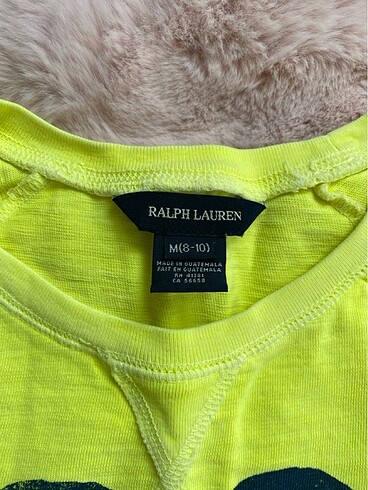 RALPH LAUREN
M(8-10)
MADE IN GUATEMALA
FAIT EN GUATEMALA
RN 41381
CA 56658